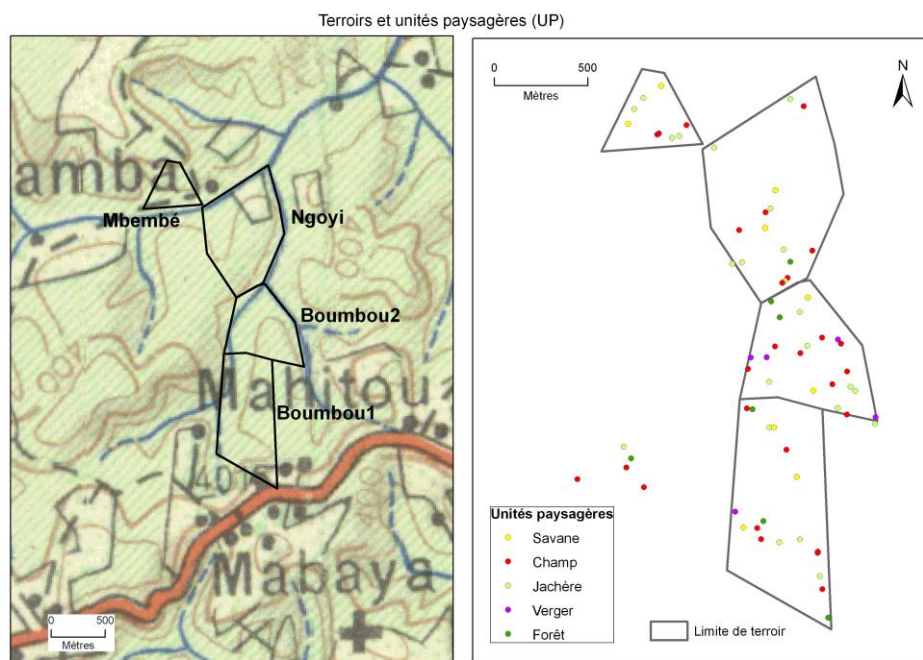 Terroirs et unités paysagères (UP)
amba
Mbembé
Ngoyi
Boumbou2
Mahitou
Boumbou1
Mabaya
0 500
Mètres
0 500
Mètres
N
Unités paysagères
Savane
Champ
Jachère
Verger
Forêt
Limite de terroir